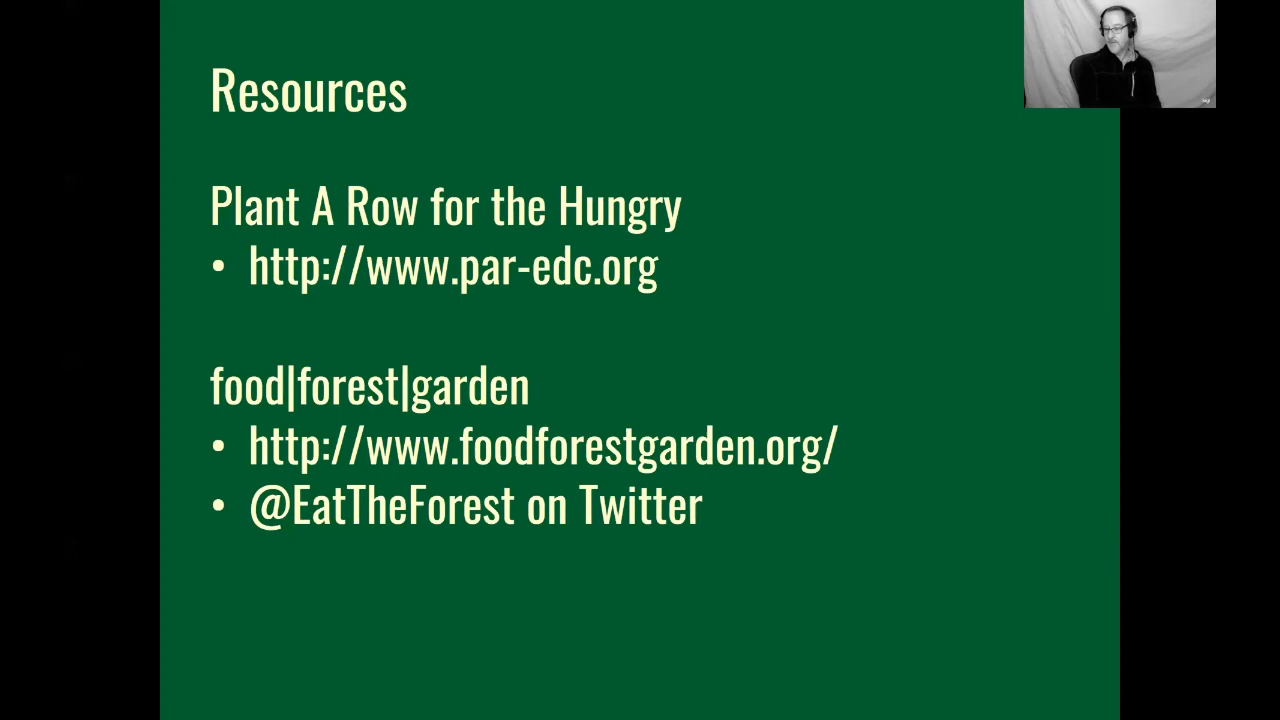 Resources
Plant A Row for the Hungry
• http://www.par-edc.org
food|forest|garden
• http://www.foodforestgarden.org/
• @EatTheForest on Twitter